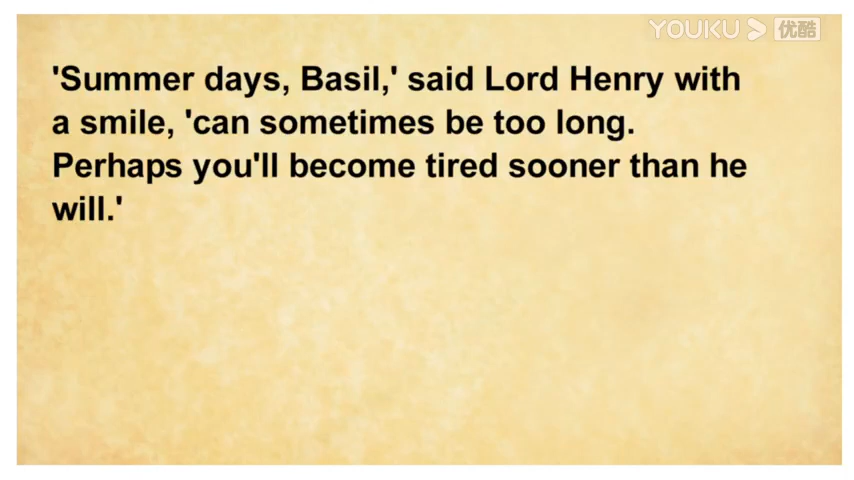 YOUKU 优酷
'Summer days, Basil,' said Lord Henry with
a smile, 'can sometimes be too long.
Perhaps you'll become tired sooner than he
will.'